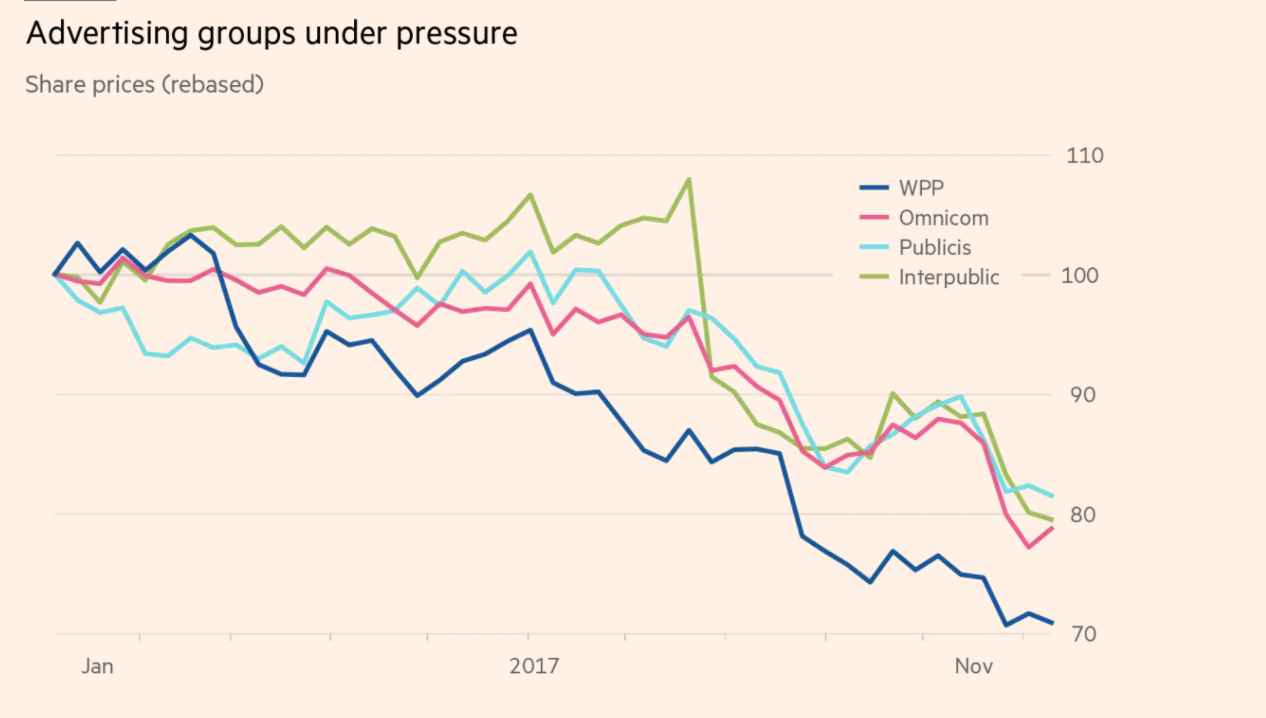 Advertising groups under pressure
Share prices (rebased)
110
WPP
Omnicom
Publicis
100
Interpublic
90
80
70
Jan
2017
Nov